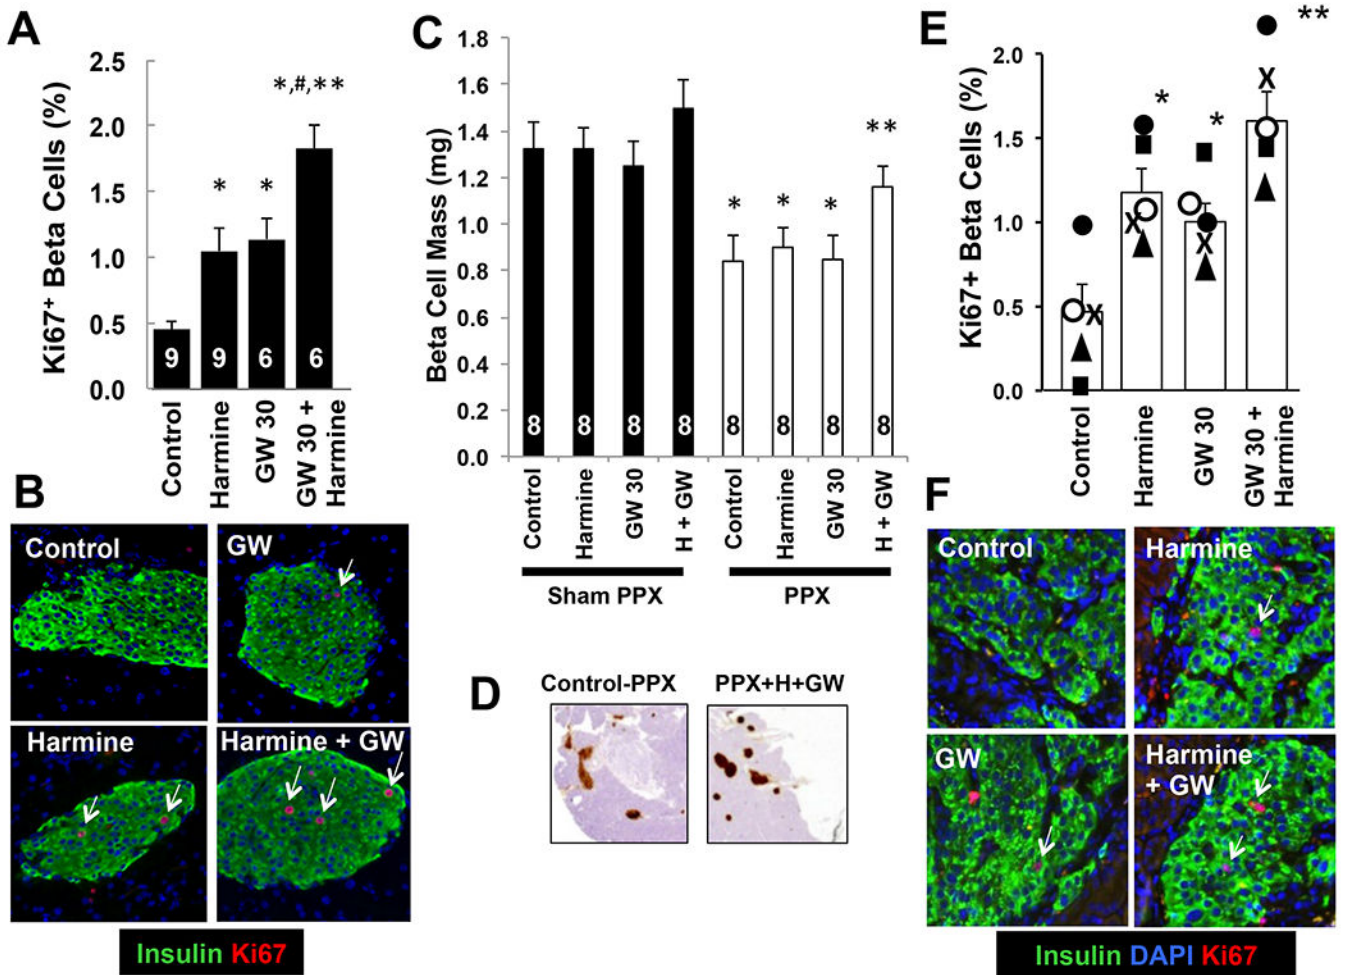 A
Ki67+ Beta Cells (%)
2.5
2.0
1.5
1.0
0.5
0.0
*
*
*,#,**
9
9
6
6
Control
Harmine
GW 30
GW 30 +
Harmine
B
Control
GW
Harmine
Harmine + GW
Insulin Ki67
C
Beta Cell Mass (mg)
1.8
1.6
1.4
1.2
1.0
0.8
0.6
0.4
0.2
0.0
*
*
*
**
8
8
8
8
8
8
8
8
Control
Harmine
GW 30
H + GW
Control
Harmine
GW 30
H + GW
Sham PPX
PPX
D
Control-PPX
PPX+H+GW
E
Ki67+ Beta Cells (%)
2.0
1.5
1.0
0.5
0.0
*
*
**
X
X
X
X
Control
Harmine
GW 30
GW 30 +
Harmine
F
Control
Harmine
GW
Harmine
+ GW
Insulin DAPI Ki67